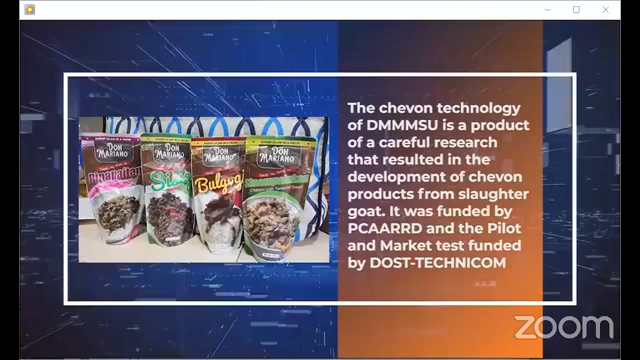 The chevon technology
of DMMMSU is a product
of a careful research
that resulted in the
development of chevon
products from slaughter
goat. It was funded by
PCAARRD and the Pilot
and Market test funded
by DOST-TECHNICOM
DON
MARIANO
DON
MARIANO
DON
MARIANO
DON
MARIANO
zoom